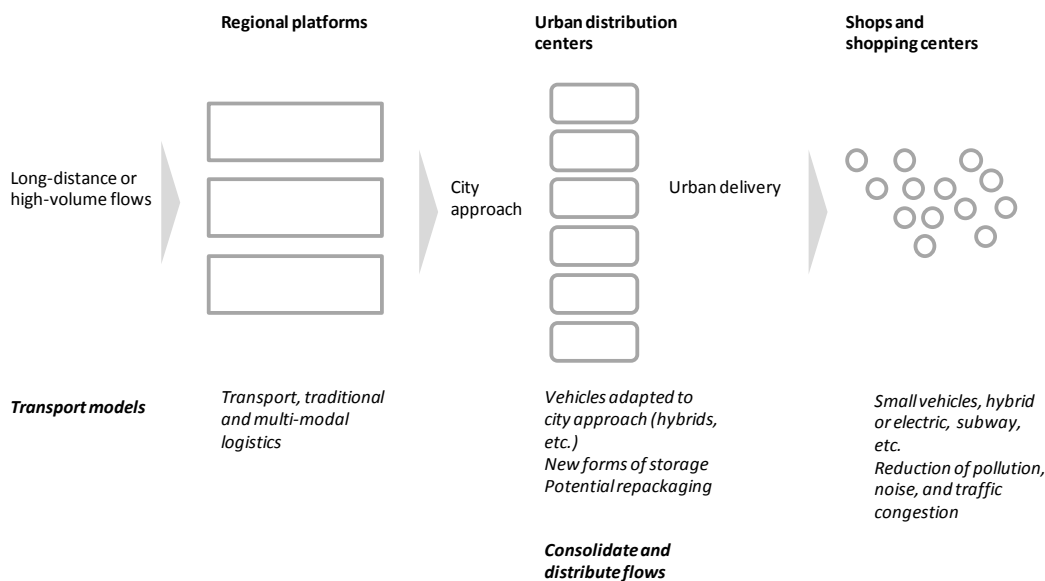 Regional platforms
Urban distribution
centers
Shops and
shopping centers
Long-distance or
high-volume flows
City
approach
Urban delivery
Transport models
Transport, traditional
and multi-modal
logistics
Vehicles adapted to
city approach (hybrids,
etc.)
New forms of storage
Potential repackaging
Small vehicles, hybrid
or electric, subway,
etc.
Reduction of pollution,
noise, and traffic
congestion
Consolidate and
distribute flows